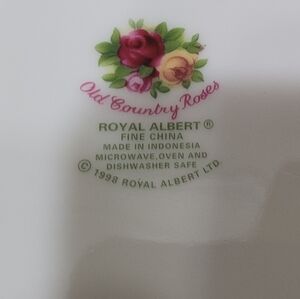 Old Country Roses
ROYAL ALBERT®
FINE CHINA
MADE IN INDONESIA
MICROWAVE, OVEN AND
DISHWASHER SAFE
© 1998 ROYAL ALBERT LTD